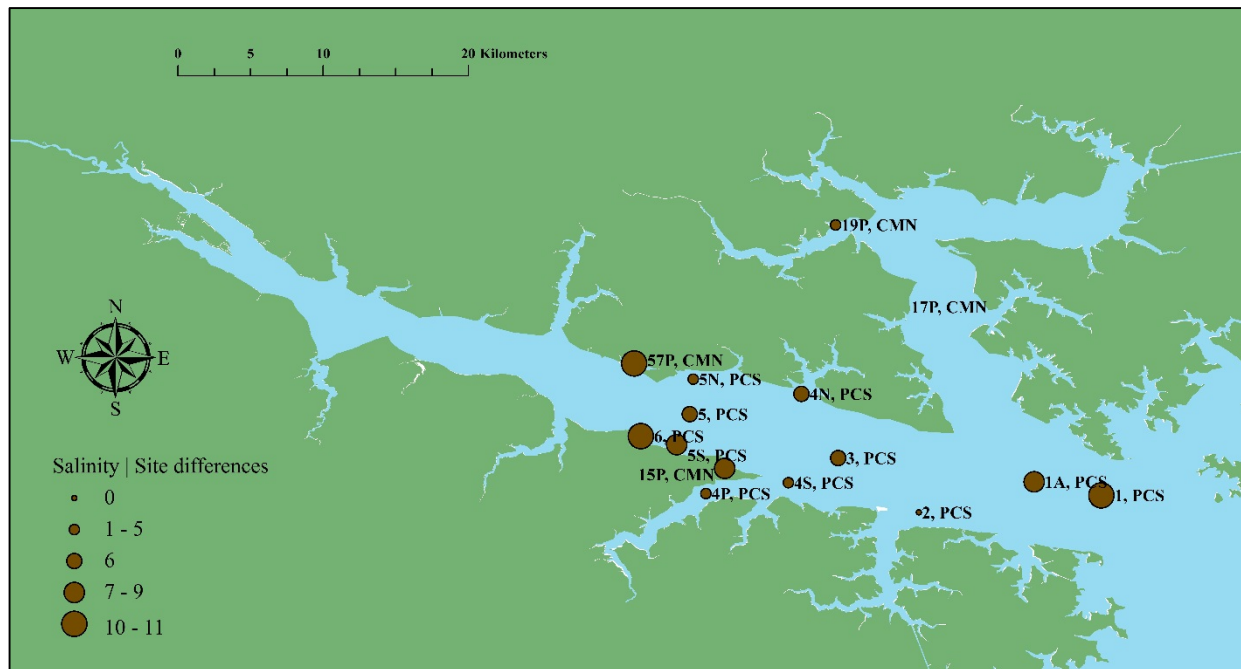 0 5 10 20 Kilometers
19P, CMN
17P, CMN
N
W E
S
57P, CMN
5N, PCS
4N, PCS
5, PCS
6, PCS
5S, PCS
3, PCS
15P, CMN
4P, PCS
4S, PCS
1A, PCS
1, PCS
2, PCS
Salinity | Site differences
0
1 - 5
6
7 - 9
10 - 11